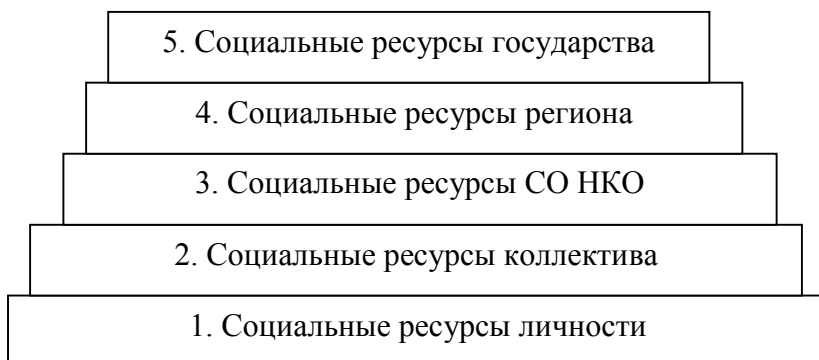 5. Социальные ресурсы государства
4. Социальные ресурсы региона
3. Социальные ресурсы СО НКО
2. Социальные ресурсы коллектива
1. Социальные ресурсы личности